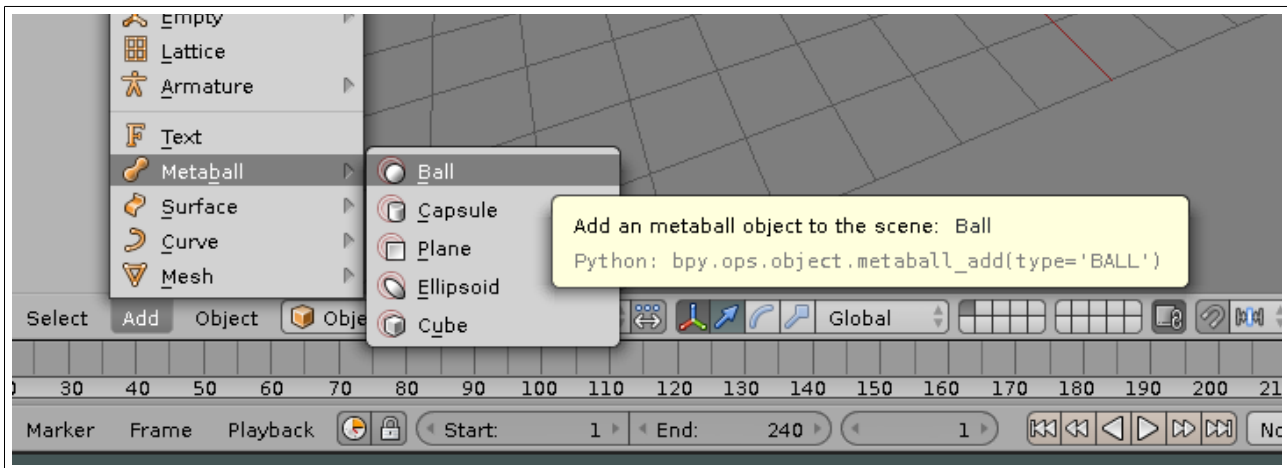 Empty
Lattice
Armature
Text
Metaball
Surface
Curve
Mesh
Ball
Capsule
Plane
Ellipsoid
Cube
Add an metaball object to the scene: Ball
Python: bpy.ops.object.metaball_add(type='BALL')
Select Add Object Obje Global
30 40 50 60 70 80 90 100 110 120 130 140 150 160 170 180 190 200 21
Marker Frame Playback Start: 1 End: 240 1 No